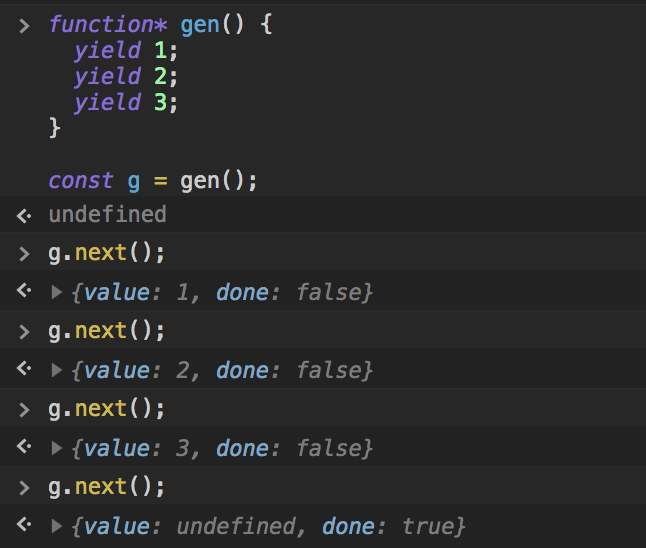 function* gen() {
  yield 1;
  yield 2;
  yield 3;
}
const g = gen();
undefined
g.next();
{value: 1, done: false}
g.next();
{value: 2, done: false}
g.next();
{value: 3, done: false}
g.next();
{value: undefined, done: true}